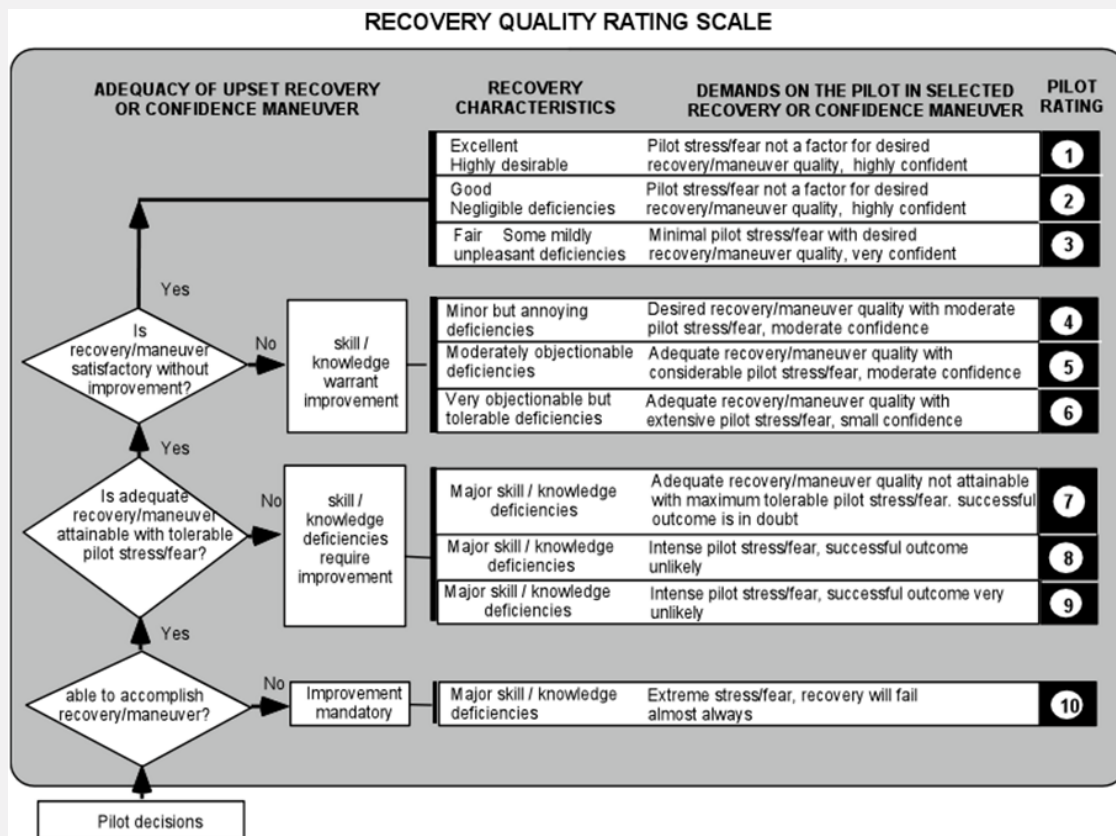 RECOVERY QUALITY RATING SCALE
ADEQUACY OF UPSET RECOVERY
OR CONFIDENCE MANEUVER
RECOVERY
CHARACTERISTICS
DEMANDS ON THE PILOT IN SELECTED
RECOVERY OR CONFIDENCE MANEUVER
PILOT
RATING
Excellent
Highly desirable
Pilot stress/fear not a factor for desired
recovery/maneuver quality, highly confident
1
Good
Negligible deficiencies
Pilot stress/fear not a factor for desired
recovery/maneuver quality, highly confident
2
Fair Some mildly
unpleasant deficiencies
Minimal pilot stress/fear with desired
recovery/maneuver quality, very confident
3
Yes
Is
recovery/maneuver
satisfactory without
improvement?
No
skill /
knowledge
warrant
improvement
Minor but annoying
deficiencies
Desired recovery/maneuver quality with moderate
pilot stress/fear, moderate confidence
4
Moderately objectionable
deficiencies
Adequate recovery/maneuver quality with
considerable pilot stress/fear, moderate confidence
5
Very objectionable but
tolerable deficiencies
Adequate recovery/maneuver quality with
extensive pilot stress/fear, small confidence
6
Yes
Is adequate
recovery/maneuver
attainable with tolerable
pilot stress/fear?
No
skill /
knowledge
deficiencies
require
improvement
Major skill / knowledge
deficiencies
Adequate recovery/maneuver quality not attainable
with maximum tolerable pilot stress/fear. successful
outcome is in doubt
7
Major skill / knowledge
deficiencies
Intense pilot stress/fear, successful outcome
unlikely
8
Major skill / knowledge
deficiencies
Intense pilot stress/fear, successful outcome very
unlikely
9
Yes
able to accomplish
recovery/maneuver?
No
Improvement
mandatory
Major skill / knowledge
deficiencies
Extreme stress/fear, recovery will fail
almost always
10
Pilot decisions